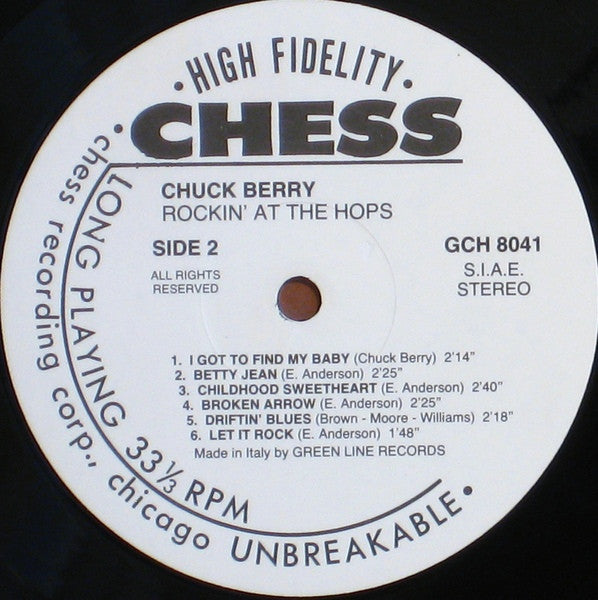 • HIGH FIDELITY •
CHESS
CHUCK BERRY
ROCKIN' AT THE HOPS
SIDE 2
ALL RIGHTS
RESERVED
GCH 8041
S.I.A.E.
STEREO
1. I GOT TO FIND MY BABY (Chuck Berry) 2'14"
2. BETTY JEAN (E. Anderson) 2'25"
3. CHILDHOOD SWEETHEART (E. Anderson) 2'40"
4. BROKEN ARROW (E. Anderson) 2'25"
5. DRIFTIN' BLUES (Brown - Moore - Williams) 2'18"
6. LET IT ROCK (E. Anderson) 1'48"
Made in Italy by GREEN LINE RECORDS
LONG PLAYING 33 1/3 RPM
• chess recording corp., chicago UNBREAKABLE •